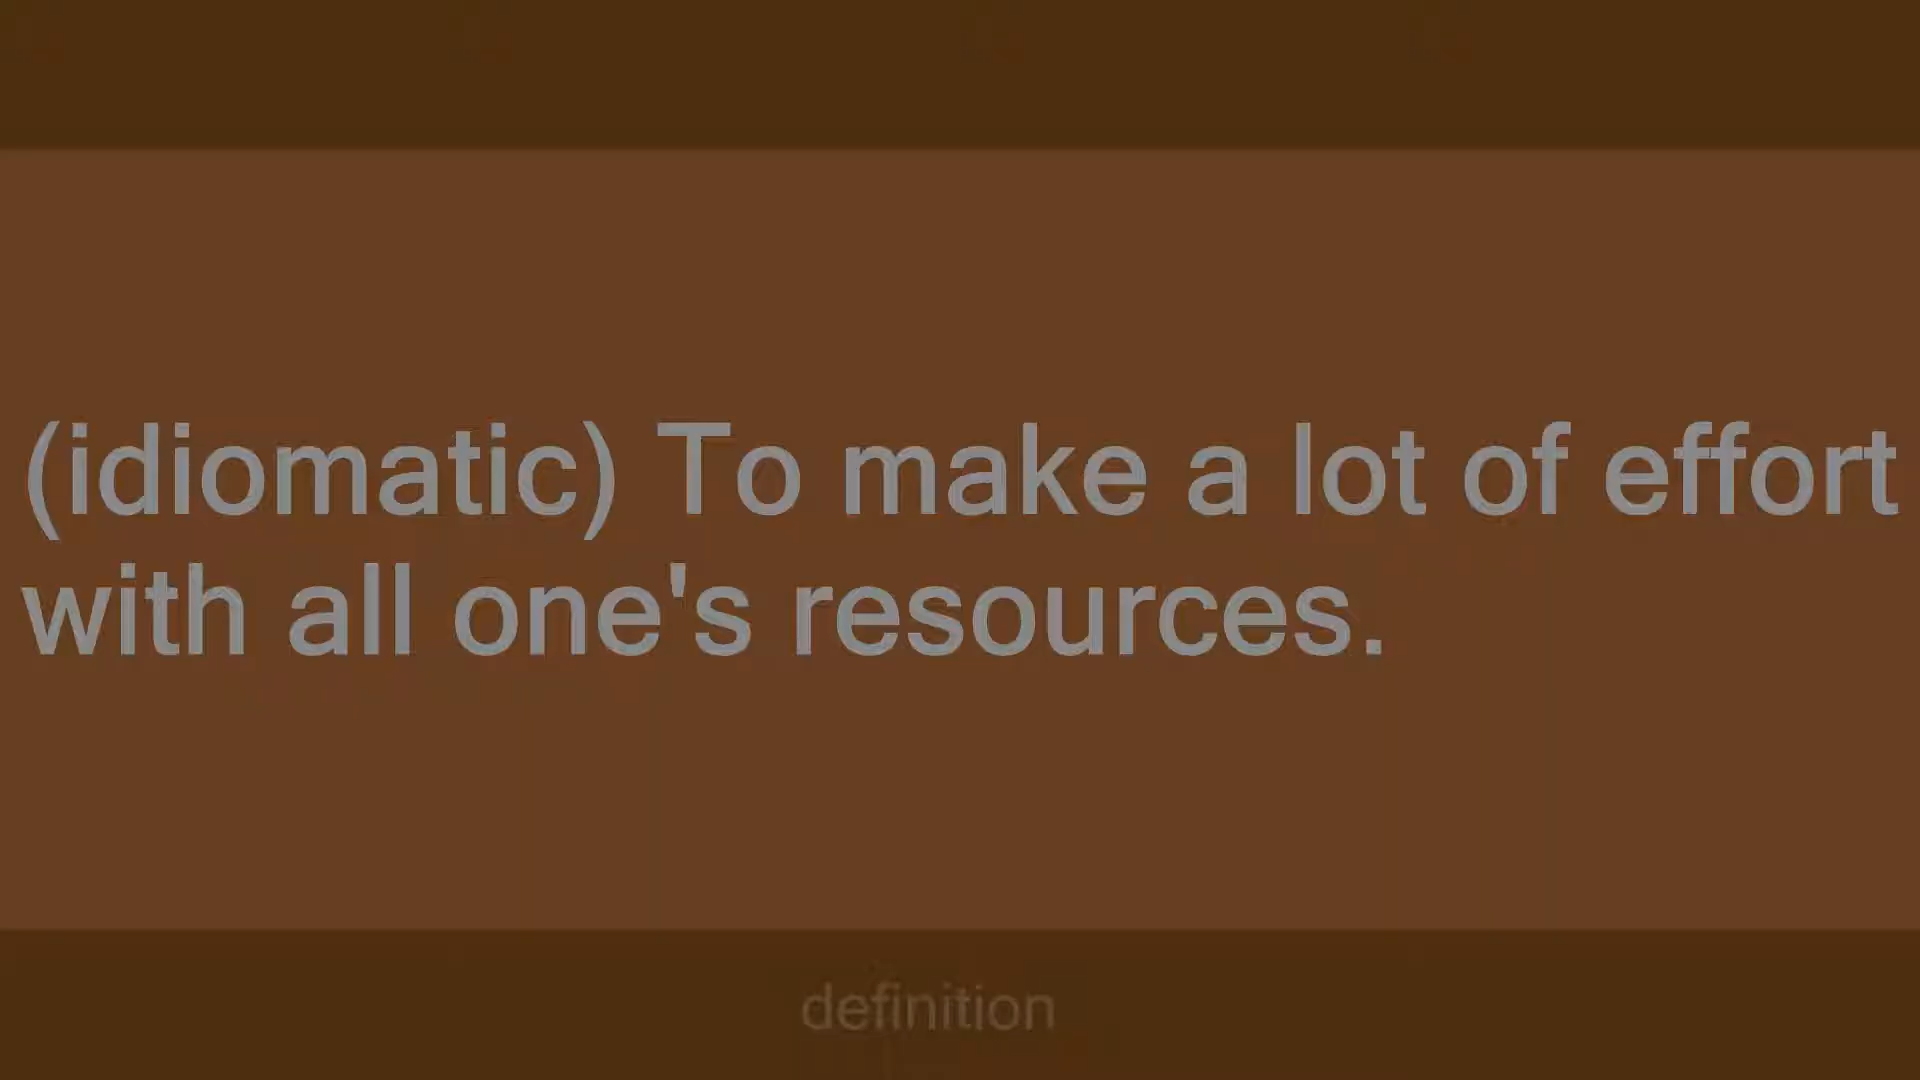 (idiomatic) To make a lot of effort
with all one's resources.
definition